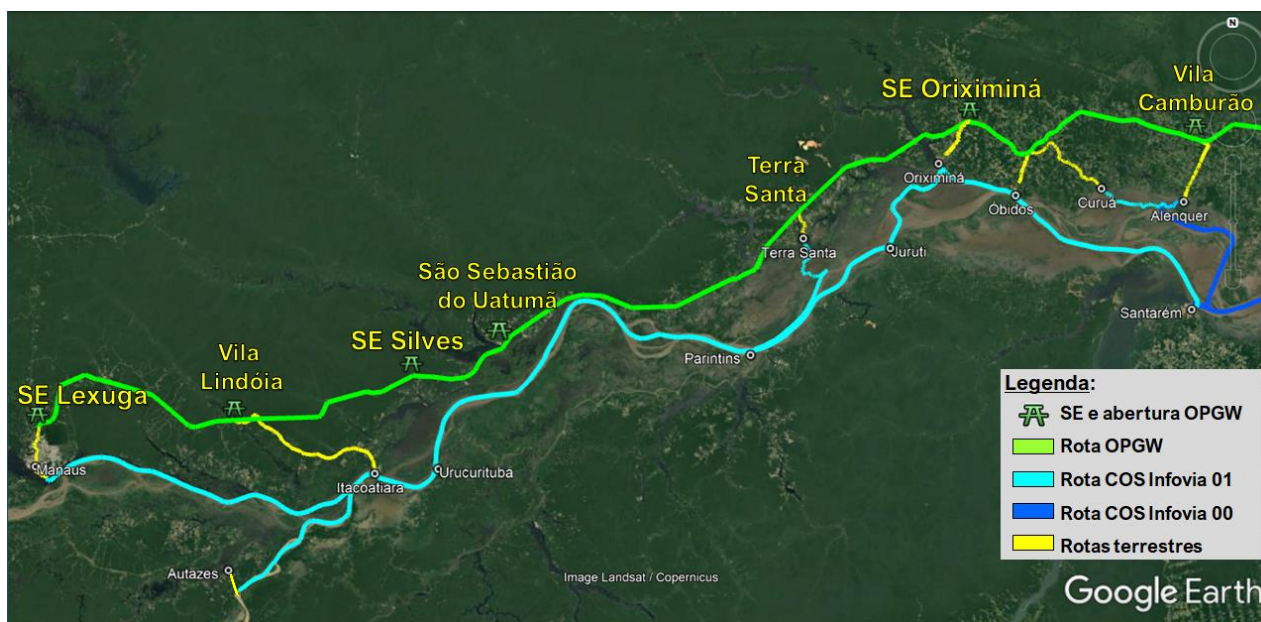 N
Vila
Camburão
SE Oriximiná
Terra
Santa
Oriximiná
Óbidos
Curuá
Alenquer
Terra Santa
Juruti
São Sebastião
do Uatumã
SE Silves
Vila
Lindóia
SE Lexuga
Santarém
Parintins
Manaus
Itacoatiara
Urucurituba
Autazes
Legenda:
SE e abertura OPGW
Rota OPGW
Rota COS Infovia 01
Rota COS Infovia 00
Rotas terrestres
Image Landsat / Copernicus
Google Earth